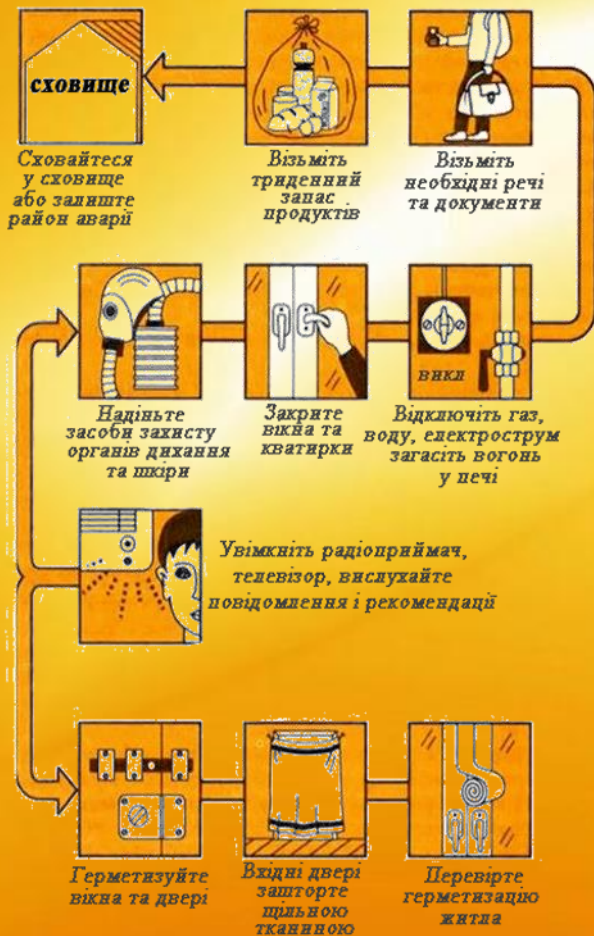 сховище
Сховайтеся
у сховище
або залиште
район аварії
Візьміть
триденний
запас
продуктів
Візьміть
необхідні речі
та документи
Надіньте
засоби захисту
органів дихання
та шкіри
Закрите
вікна та
кватирки
викл
Відключіть газ,
воду, електрострум
загасіть вогонь
у печі
Увімкніть радіоприймач,
телевізор, вислухайте
повідомлення і рекомендації
Герметизуйте
вікна та двері
Вхідні двері
зашторте
щільною
тканиною
Перевірте
герметизацію
житла